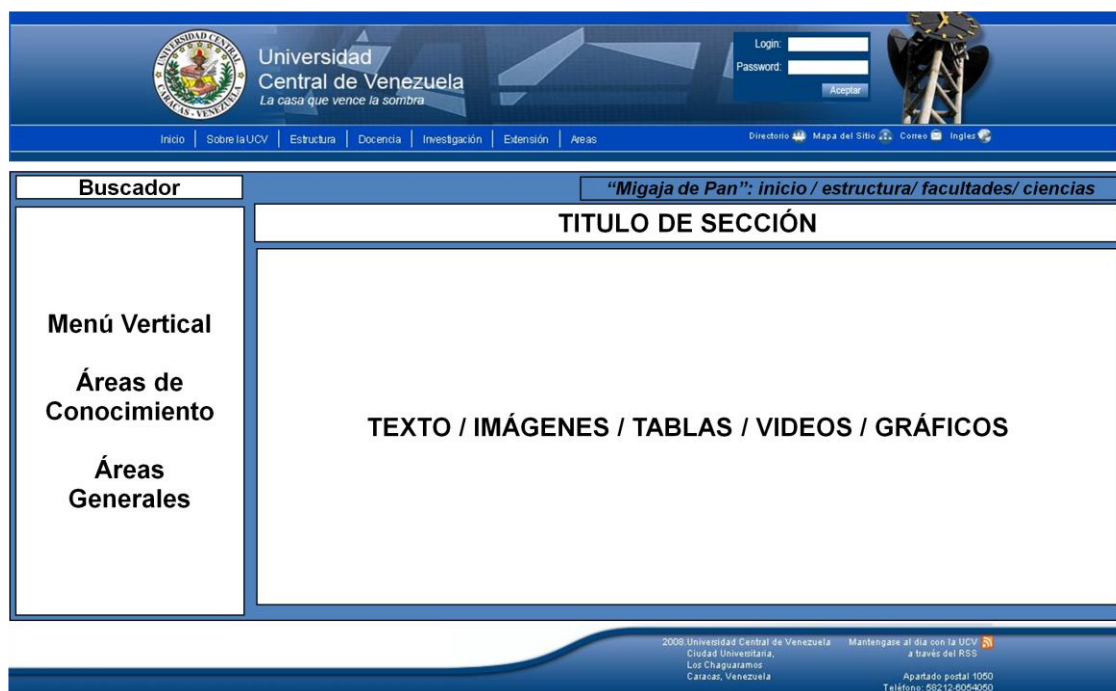 UNIVERSIDAD CENTRAL
CARACAS - VENEZUELA
Universidad
Central de Venezuela
La casa que vence la sombra
Login:
Password:
Aceptar
Inicio | Sobre la UCV | Estructura | Docencia | Investigación | Extensión | Areas
Directorio Mapa del Sitio Correo Ingles
Buscador
“Migaja de Pan”: inicio / estructura/ facultades/ ciencias
TITULO DE SECCIÓN
Menú Vertical
Áreas de
Conocimiento
Áreas
Generales
TEXTO / IMÁGENES / TABLAS / VIDEOS / GRÁFICOS
2008.Universidad Central de Venezuela
Ciudad Universitaria,
Los Chaguaramos
Caracas, Venezuela
Mantengase al dia con la UCV
a través del RSS
Apartado postal 1050
Teléfono: 58212-6054050